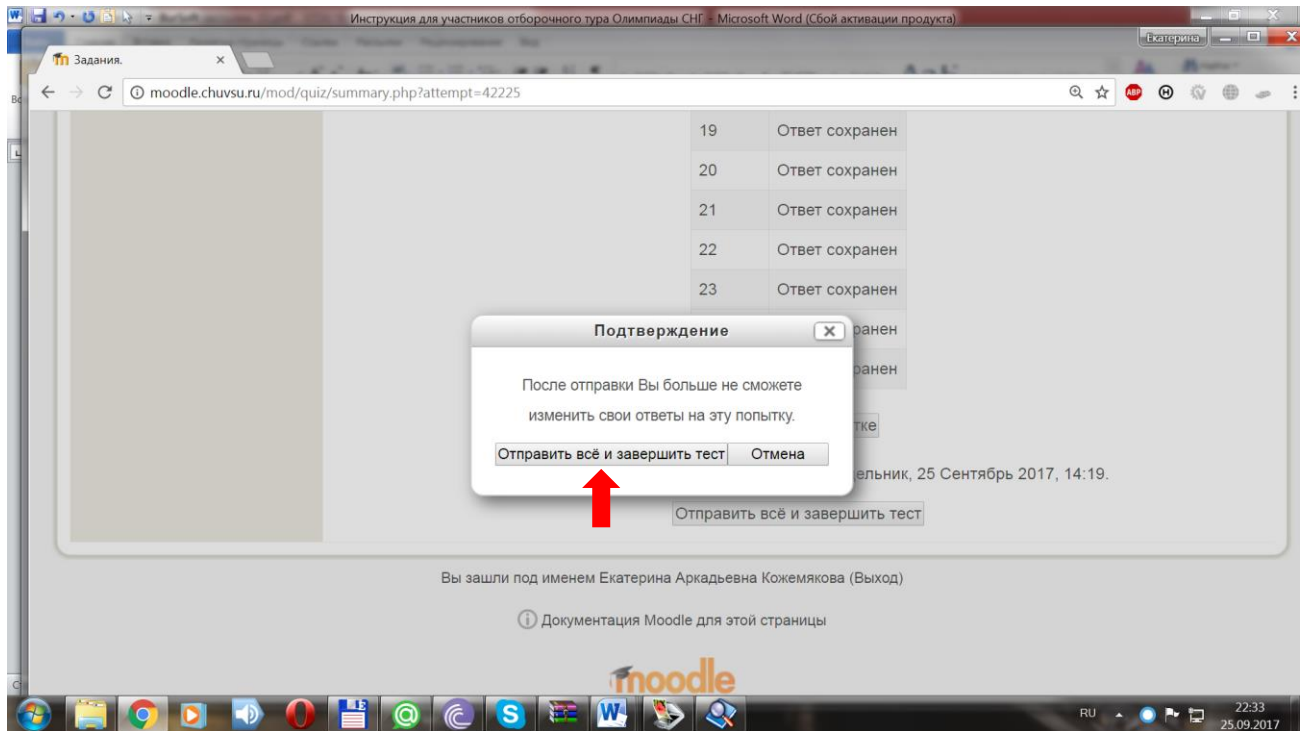 Инструкция для участников отборочного тура Олимпиады СНГ - Microsoft Word (Сбой активации продукта)
Екатерина
Задания.
moodle.chuvsu.ru/mod/quiz/summary.php?attempt=42225
ABP
19 Ответ сохранен
20 Ответ сохранен
21 Ответ сохранен
22 Ответ сохранен
23 Ответ сохранен
ранен
ранен
Подтверждение
После отправки Вы больше не сможете
изменить свои ответы на эту попытку.
Отправить всё и завершить тест Отмена
тке
ельник, 25 Сентябрь 2017, 14:19.
Отправить всё и завершить тест
Вы зашли под именем Екатерина Аркадьевна Кожемякова (Выход)
Документация Moodle для этой страницы
moodle
RU
22:33
25.09.2017